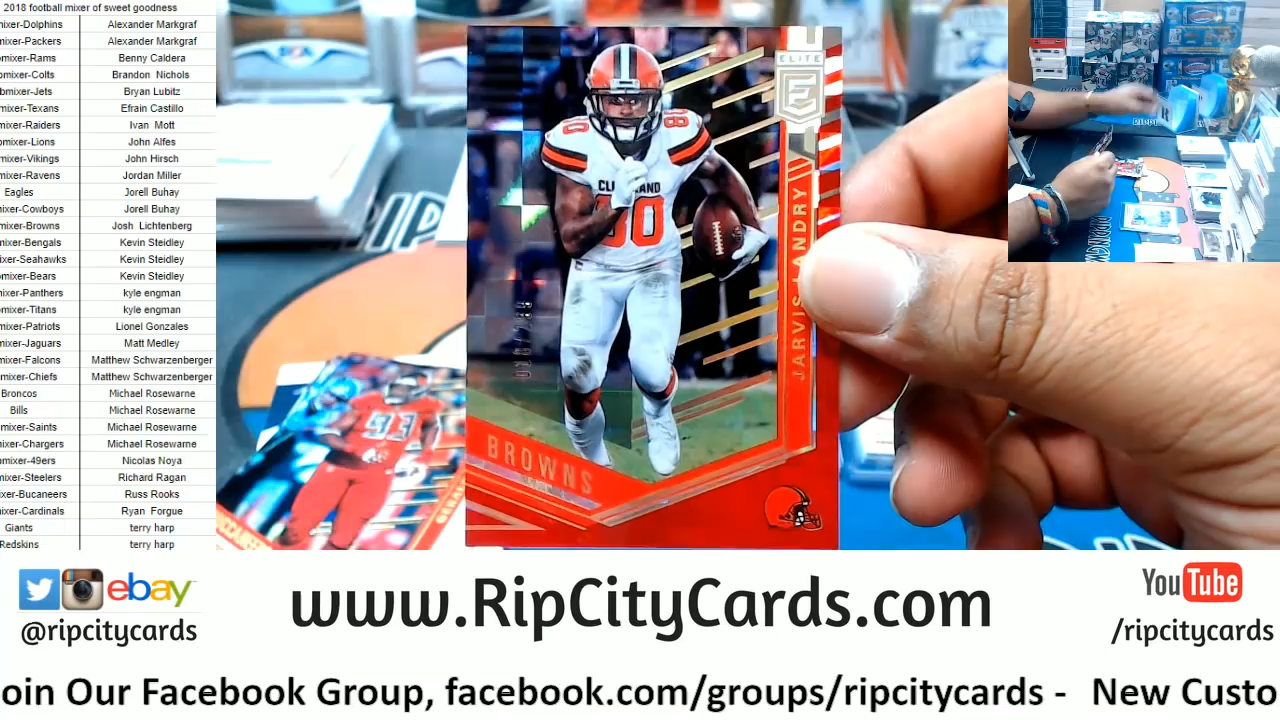 2018 football mixer of sweet goodness
mixer-Dolphins Alexander Markgraf
mixer-Packers Alexander Markgraf
mixer-Rams Benny Caldera
mixer-Colts Brandon Nichols
mixer-Jets Bryan Lubitz
mixer-Texans Efrain Castillo
mixer-Raiders Ivan Mott
mixer-Lions John Alfes
mixer-Vikings John Hirsch
mixer-Ravens Jordan Miller
Eagles Jorell Buhay
mixer-Cowboys Jorell Buhay
mixer-Browns Josh Lichtenberg
mixer-Bengals Kevin Steidley
mixer-Seahawks Kevin Steidley
mixer-Bears Kevin Steidley
mixer-Panthers kyle engman
mixer-Titans kyle engman
mixer-Patriots Lionel Gonzales
mixer-Jaguars Matt Medley
mixer-Falcons Matthew Schwarzenberger
mixer-Chiefs Matthew Schwarzenberger
Broncos Michael Rosewarne
Bills Michael Rosewarne
mixer-Saints Michael Rosewarne
mixer-Chargers Michael Rosewarne
mixer-49ers Nicolas Noya
mixer-Steelers Richard Ragan
xer-Bucaneers Russ Rooks
mixer-Cardinals Ryan Forgue
Giants terry harp
Redskins terry harp
ELITE
E
JARVIS LANDRY
CLEVELAND
80
80
BROWNS
93
ebay
@ripcitycards
www.RipCityCards.com
YouTube
/ripcitycards
oin Our Facebook Group, facebook.com/groups/ripcitycards - New Custo